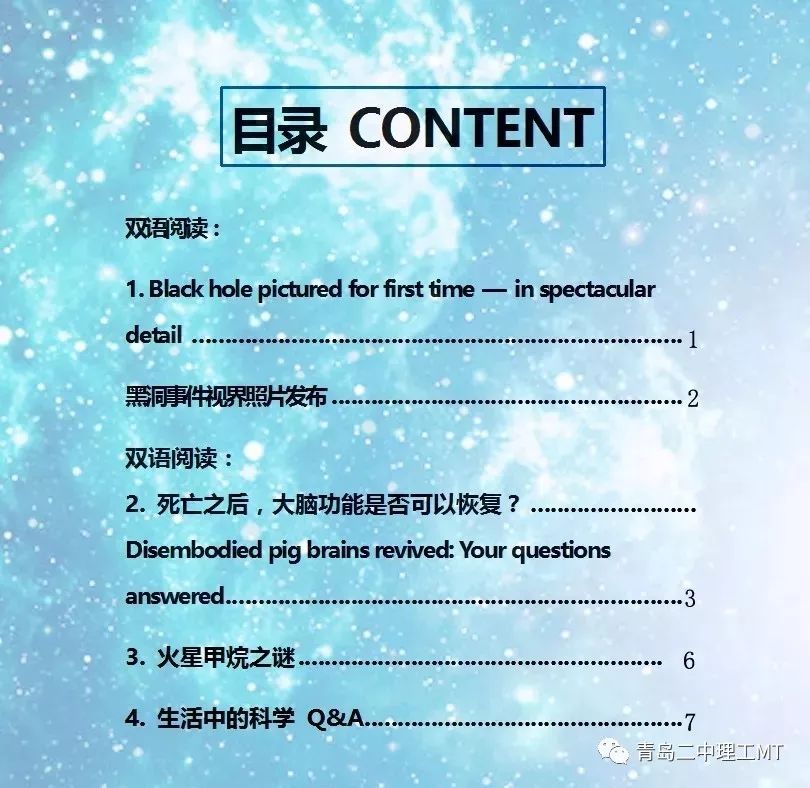 目录 CONTENT
双语阅读：
1. Black hole pictured for first time — in spectacular
detail ........................................................................ 1
黑洞事件视界照片发布 ........................................................ 2
双语阅读：
2. 死亡之后，大脑功能是否可以恢复？ ........................
Disembodied pig brains revived: Your questions
answered........................................................................ 3
3. 火星甲烷之谜 ........................................................ 6
4. 生活中的科学 Q&A........................................................ 7
青岛二中理工MT